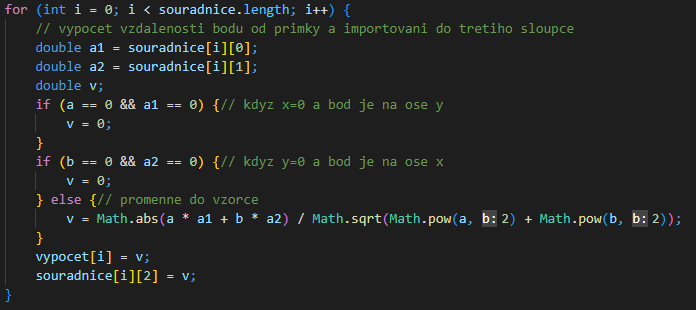 for (int i = 0; i < souradnice.length; i++) {
// vypocet vzdalenosti bodu od primky a importovani do tretiho sloupce
double a1 = souradnice[i][0];
double a2 = souradnice[i][1];
double v;
if (a == 0 && a1 == 0) {// kdyz x=0 a bod je na ose y
v = 0;
}
if (b == 0 && a2 == 0) {// kdyz y=0 a bod je na ose x
v = 0;
} else {// promenne do vzorce
v = Math.abs(a * a1 + b * a2) / Math.sqrt(Math.pow(a, b: 2) + Math.pow(b, b: 2));
}
vypocet[i] = v;
souradnice[i][2] = v;
}